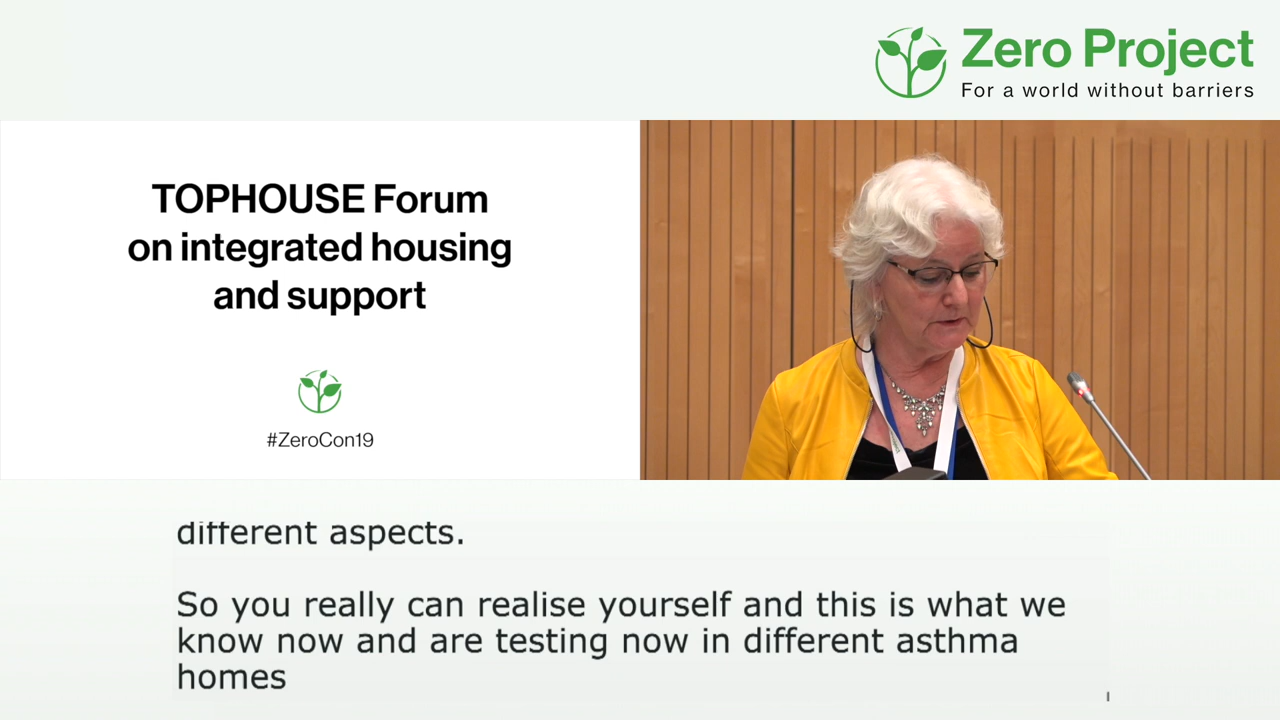 Zero Project
For a world without barriers
TOPHOUSE Forum
on integrated housing
and support
#ZeroCon19
different aspects.
So you really can realise yourself and this is what we
know now and are testing now in different asthma
homes